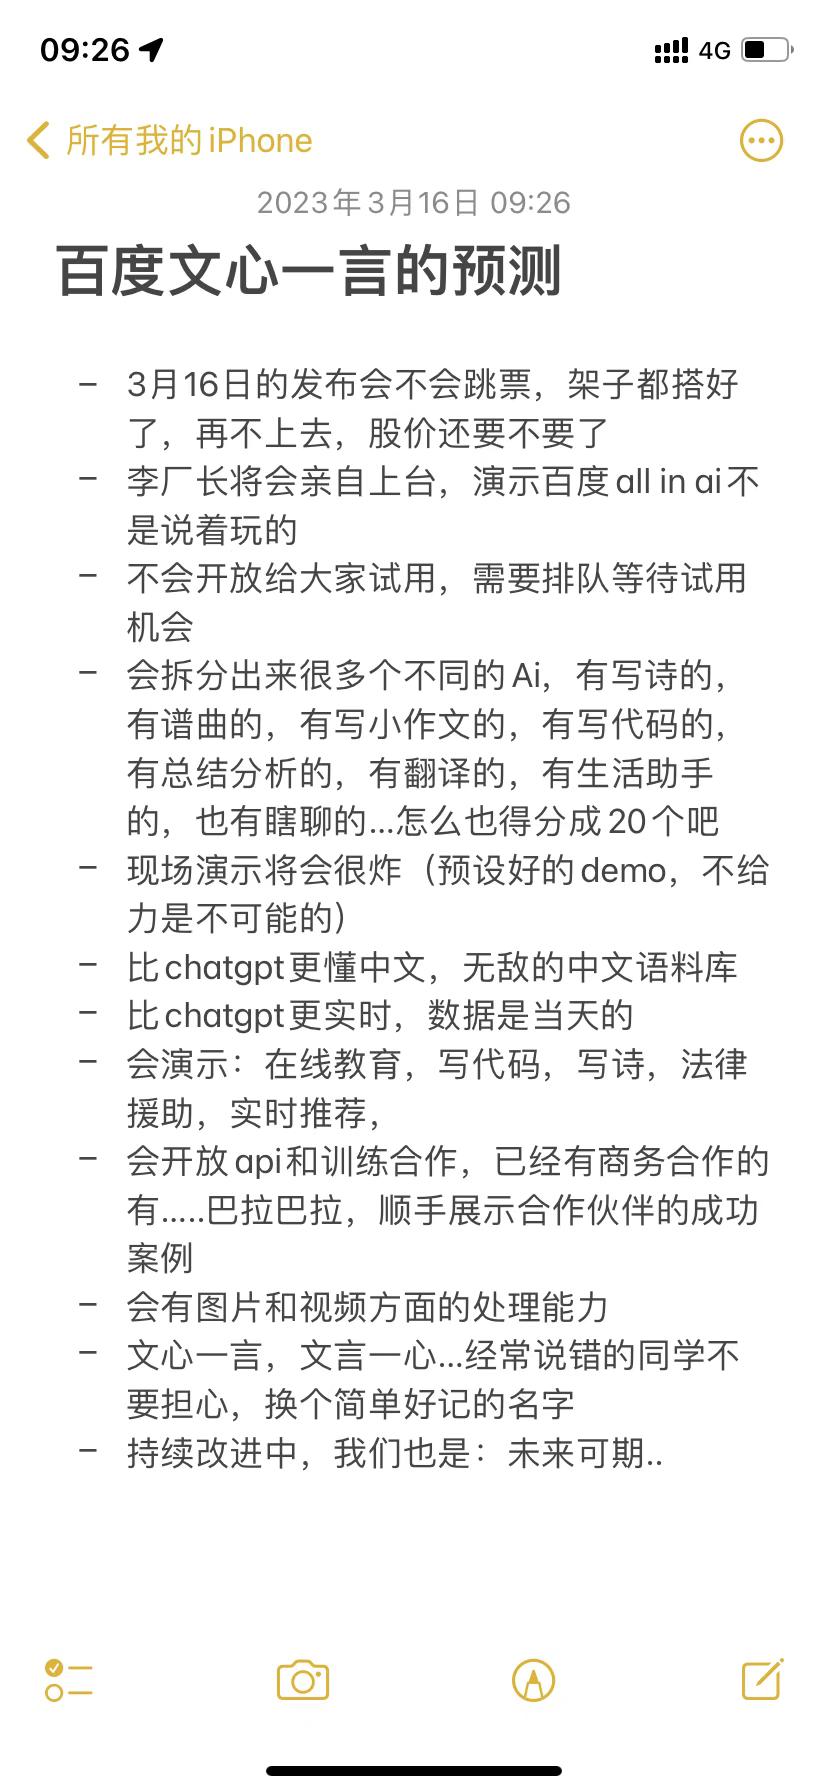 09:26
4G
所有我的iPhone
2023年3月16日 09:26
百度文心一言的预测
– 3月16日的发布会不会跳票，架子都搭好
了，再不上去，股价还要不要了
– 李厂长将会亲自上台，演示百度all in ai不
是说着玩的
– 不会开放给大家试用，需要排队等待试用
机会
– 会拆分出来很多个不同的Ai，有写诗的，
有谱曲的，有写小作文的，有写代码的，
有总结分析的，有翻译的，有生活助手
的，也有瞎聊的...怎么也得分成20个吧
– 现场演示将会很炸（预设好的demo，不给
力是不可能的）
– 比chatgpt更懂中文，无敌的中文语料库
– 比chatgpt更实时，数据是当天的
– 会演示：在线教育，写代码，写诗，法律
援助，实时推荐，
– 会开放api和训练合作，已经有商务合作的
有.....巴拉巴拉，顺手展示合作伙伴的成功
案例
– 会有图片和视频方面的处理能力
– 文心一言，文言一心...经常说错的同学不
要担心，换个简单好记的名字
– 持续改进中，我们也是：未来可期..